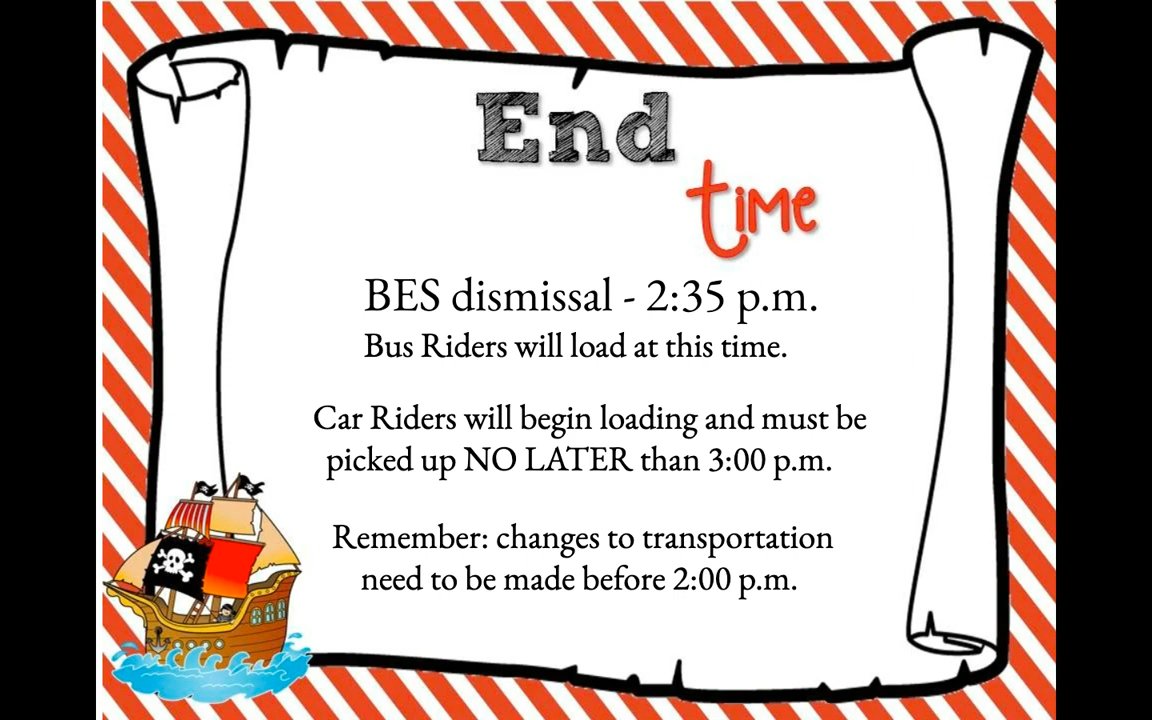 End
time
BES dismissal - 2:35 p.m.
Bus Riders will load at this time.
Car Riders will begin loading and must be
picked up NO LATER than 3:00 p.m.
Remember: changes to transportation
need to be made before 2:00 p.m.